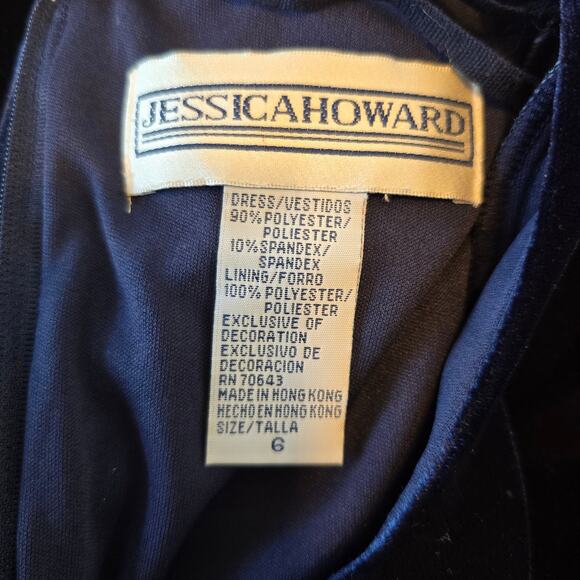 JESSICAHOWARD
DRESS/VESTIDOS
90% POLYESTER/
POLIESTER
10% SPANDEX/
SPANDEX
LINING/FORRO
100% POLYESTER/
POLIESTER
EXCLUSIVE OF
DECORATION
EXCLUSIVO DE
DECORACION
RN 70643
MADE IN HONG KONG
HECHO EN HONG KONG
SIZE/TALLA
6